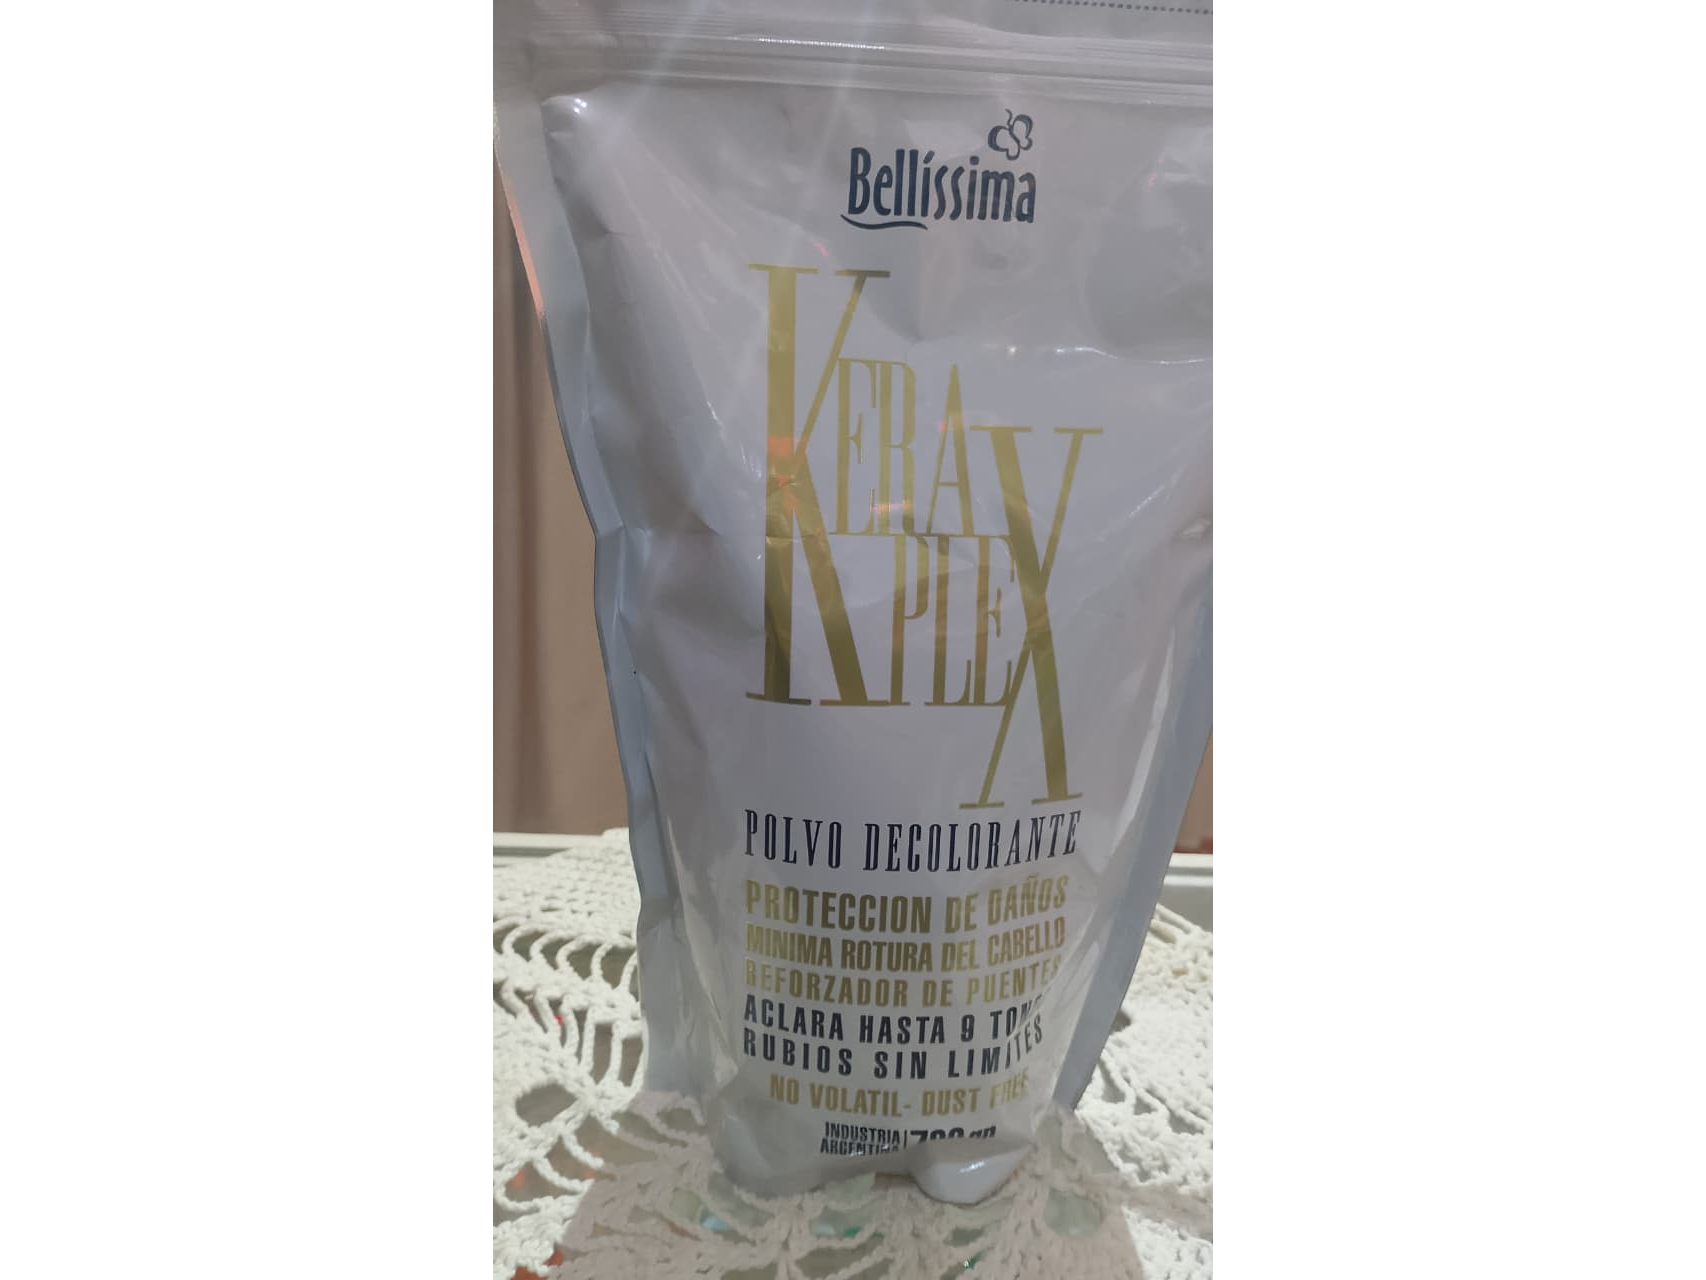 Bellíssima
KERA
PLEX
POLVO DECOLORANTE
PROTECCION DE DAÑOS
MINIMA ROTURA DEL CABELLO
REFORZADOR DE PUENTES
ACLARA HASTA 9
RUBIOS SIN LIMITES
NO VOLATIL- DUST FREE
INDUSTRIA
ARGENTINA
gr